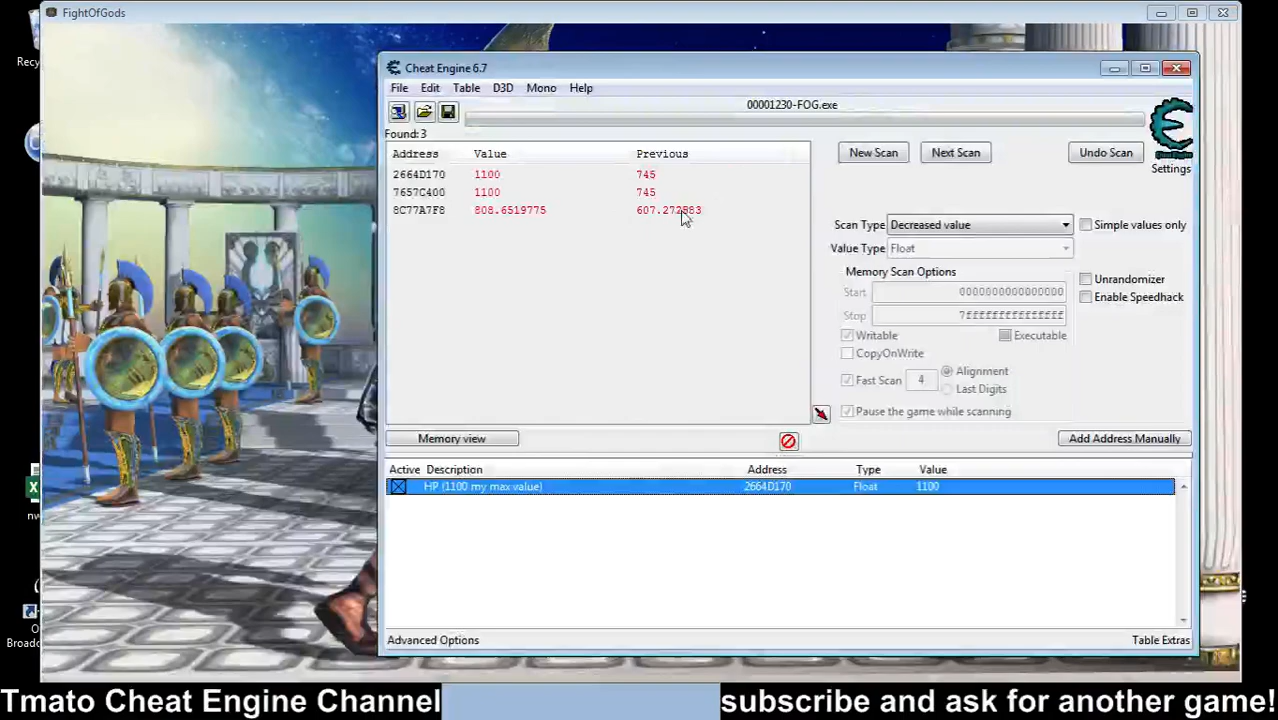 FightOfGods
Recy
Cheat Engine 6.7
File Edit Table D3D Mono Help
00001230-FOG.exe
Found: 3
Address Value Previous
New Scan Next Scan Undo Scan
2664D170 1100 745
Settings
7657C400 1100 745
8C77A7F8 808.6519775
Scan Type Decreased value Simple values only
Value Type Float
Memory Scan Options
Unrandomizer
Start 0000000000000000
Enable Speedhack
Stop 7fffffffffffffff
Writable Executable
CopyOnWrite
Fast Scan 4 Alignment
Last Digits
Pause the game while scanning
Memory view Add Address Manually
Active Description Address Type Value
HP (1100 my max value) 2664D170 Float 1100
nw
O
Broadc
Advanced Options Table Extras
Tmato Cheat Engine Channel subscribe and ask for another game!